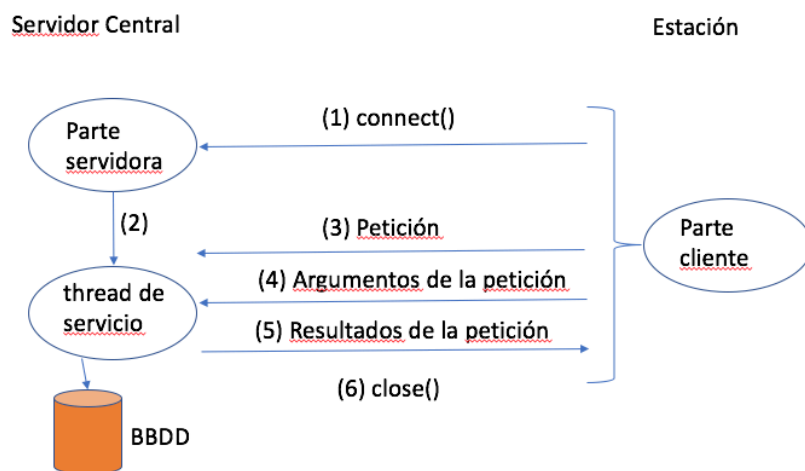 Servidor Central
Estación
(1) connect()
Parte
servidora
(2)
(3) Petición
Parte
cliente
(4) Argumentos de la petición
thread de
servicio
(5) Resultados de la petición
(6) close()
BBDD